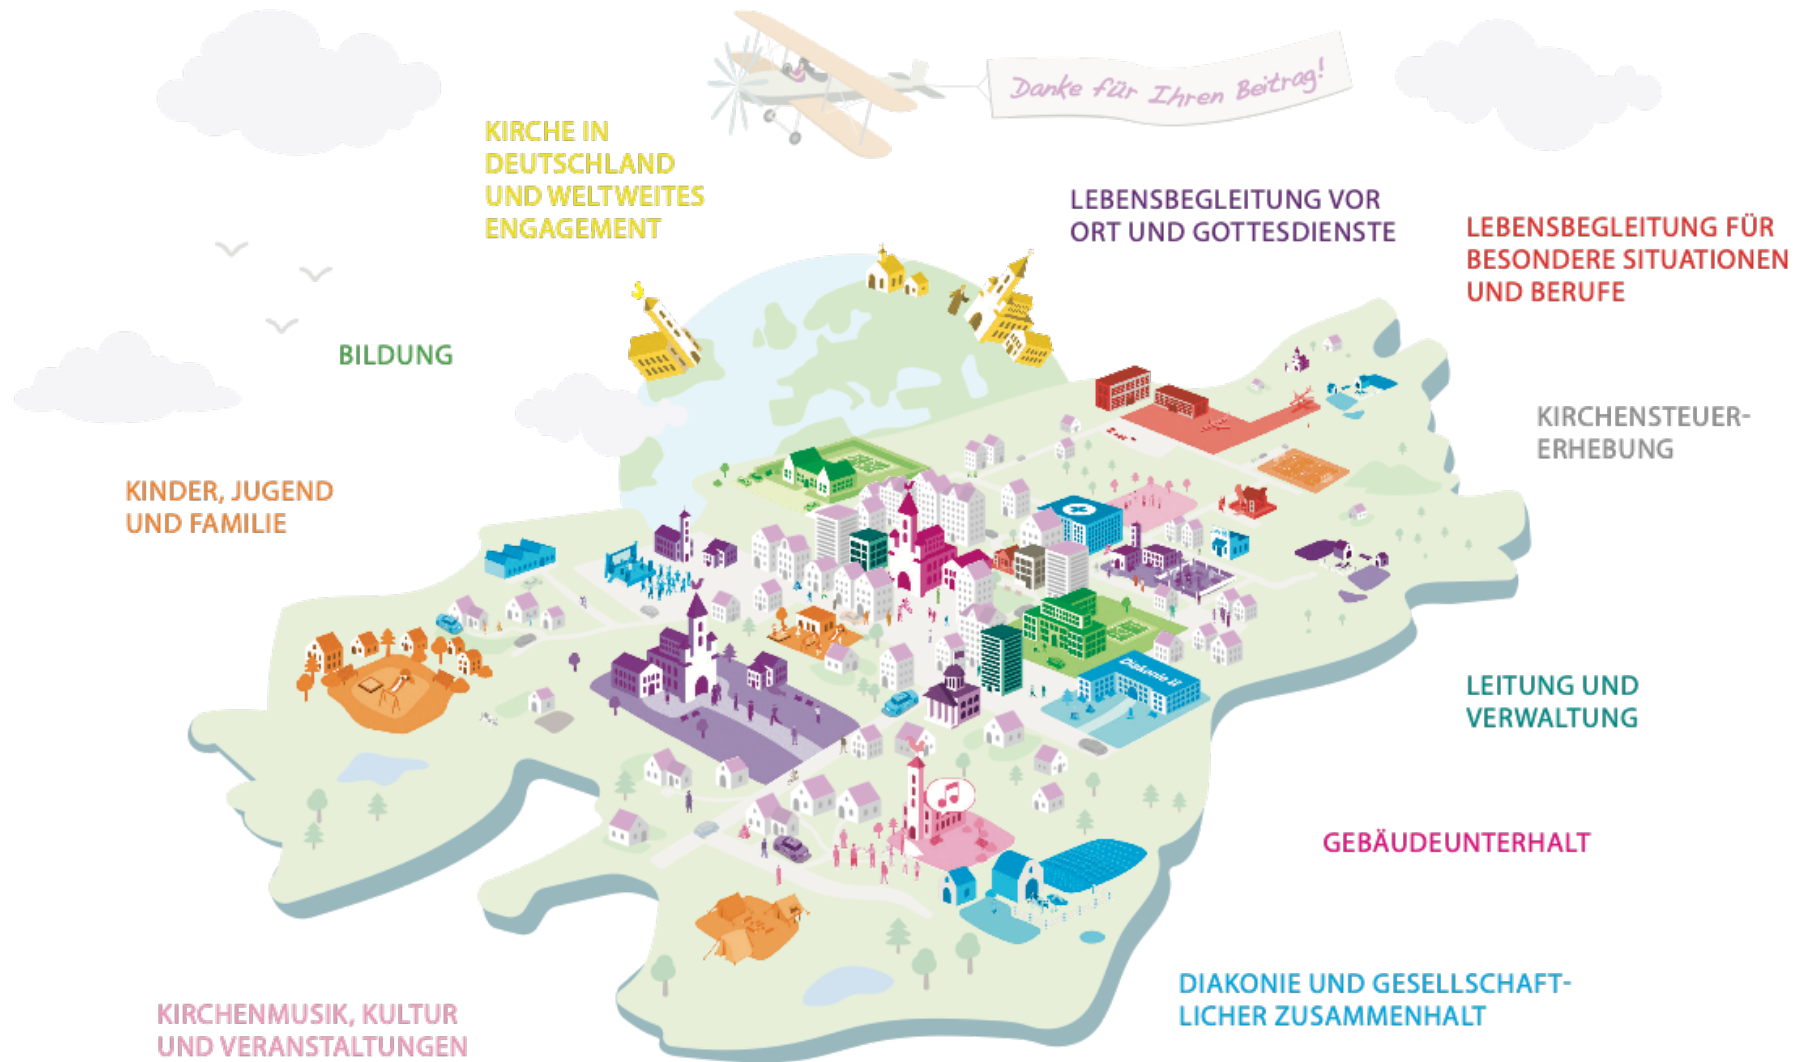 Danke für Ihren Beitrag!
KIRCHE IN
DEUTSCHLAND
UND WELTWEITES
ENGAGEMENT
LEBENSBEGLEITUNG VOR
ORT UND GOTTESDIENSTE
LEBENSBEGLEITUNG FÜR
BESONDERE SITUATIONEN
UND BERUFE
BILDUNG
KIRCHENSTEUER-
ERHEBUNG
KINDER, JUGEND
UND FAMILIE
Diakonie
LEITUNG UND
VERWALTUNG
GEBÄUDEUNTERHALT
DIAKONIE UND GESELLSCHAFT-
LICHER ZUSAMMENHALT
KIRCHENMUSIK, KULTUR
UND VERANSTALTUNGEN